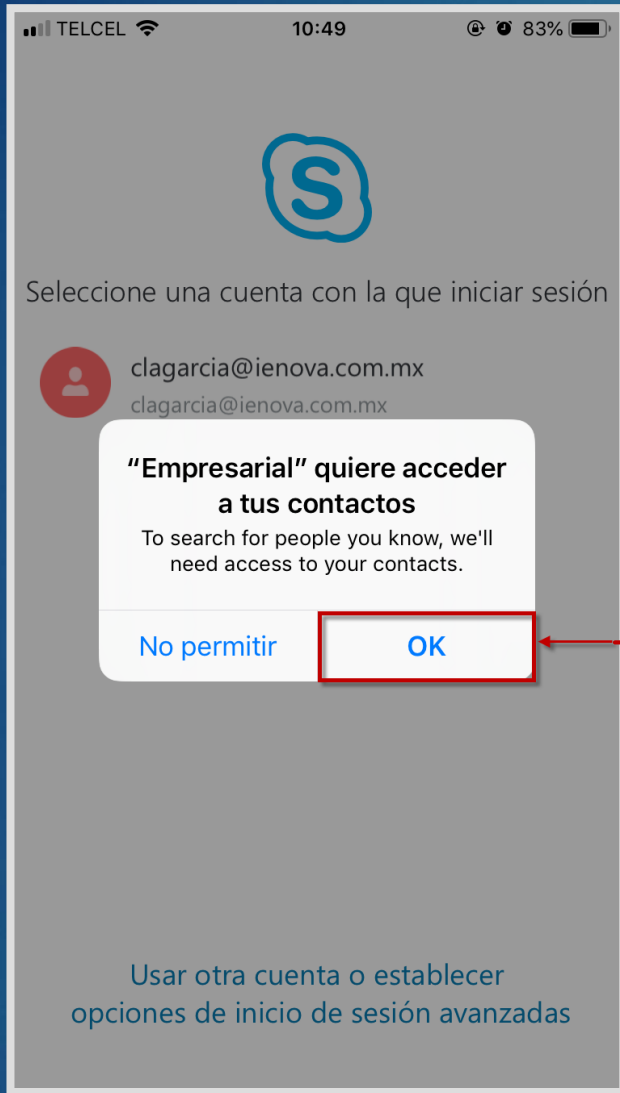 TELCEL 10:49 83%
S
Seleccione una cuenta con la que iniciar sesión
clagarcia@ienova.com.mx
clagarcia@ienova.com.mx
“Empresarial” quiere acceder
a tus contactos
To search for people you know, we'll
need access to your contacts.
No permitir OK
Usar otra cuenta o establecer
opciones de inicio de sesión avanzadas